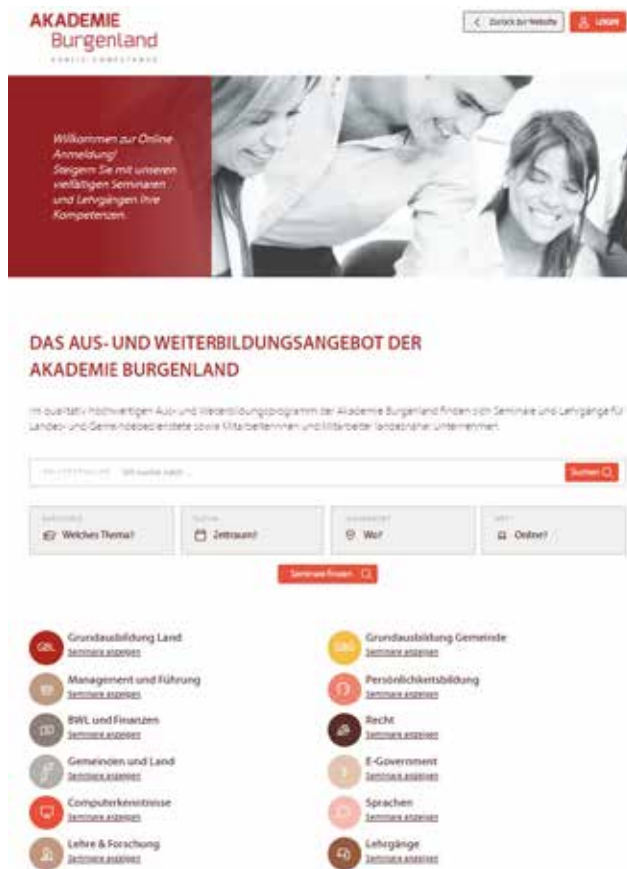 AKADEMIE
Burgenland
PUBLIC COMPETENCE
Zurück zur Website
LOGIN
Willkommen zur Online
Anmeldung!
Steigern Sie mit unseren
vielfältigen Seminaren
und Lehrgängen Ihre
Kompetenzen.
DAS AUS- UND WEITERBILDUNGSANGEBOT DER
AKADEMIE BURGENLAND
Im qualitativ hochwertigen Aus- und Weiterbildungsprogramm der Akademie Burgenland finden sich Seminare und Lehrgänge für
Landes- und Gemeindebedienstete sowie Mitarbeiterinnen und Mitarbeiter landesnaher Unternehmen.
Ich suche nach ...
Suchen
Welches Thema?
Zeitraum?
Wo?
Online?
Seminare finden
GBL
Grundausbildung Land
Seminare anzeigen
GBG
Grundausbildung Gemeinde
Seminare anzeigen
Management und Führung
Seminare anzeigen
Persönlichkeitsbildung
Seminare anzeigen
BWL und Finanzen
Seminare anzeigen
Recht
Seminare anzeigen
Gemeinden und Land
Seminare anzeigen
E-Government
Seminare anzeigen
Computerkenntnisse
Seminare anzeigen
Sprachen
Seminare anzeigen
Lehre & Forschung
Seminare anzeigen
Lehrgänge
Seminare anzeigen